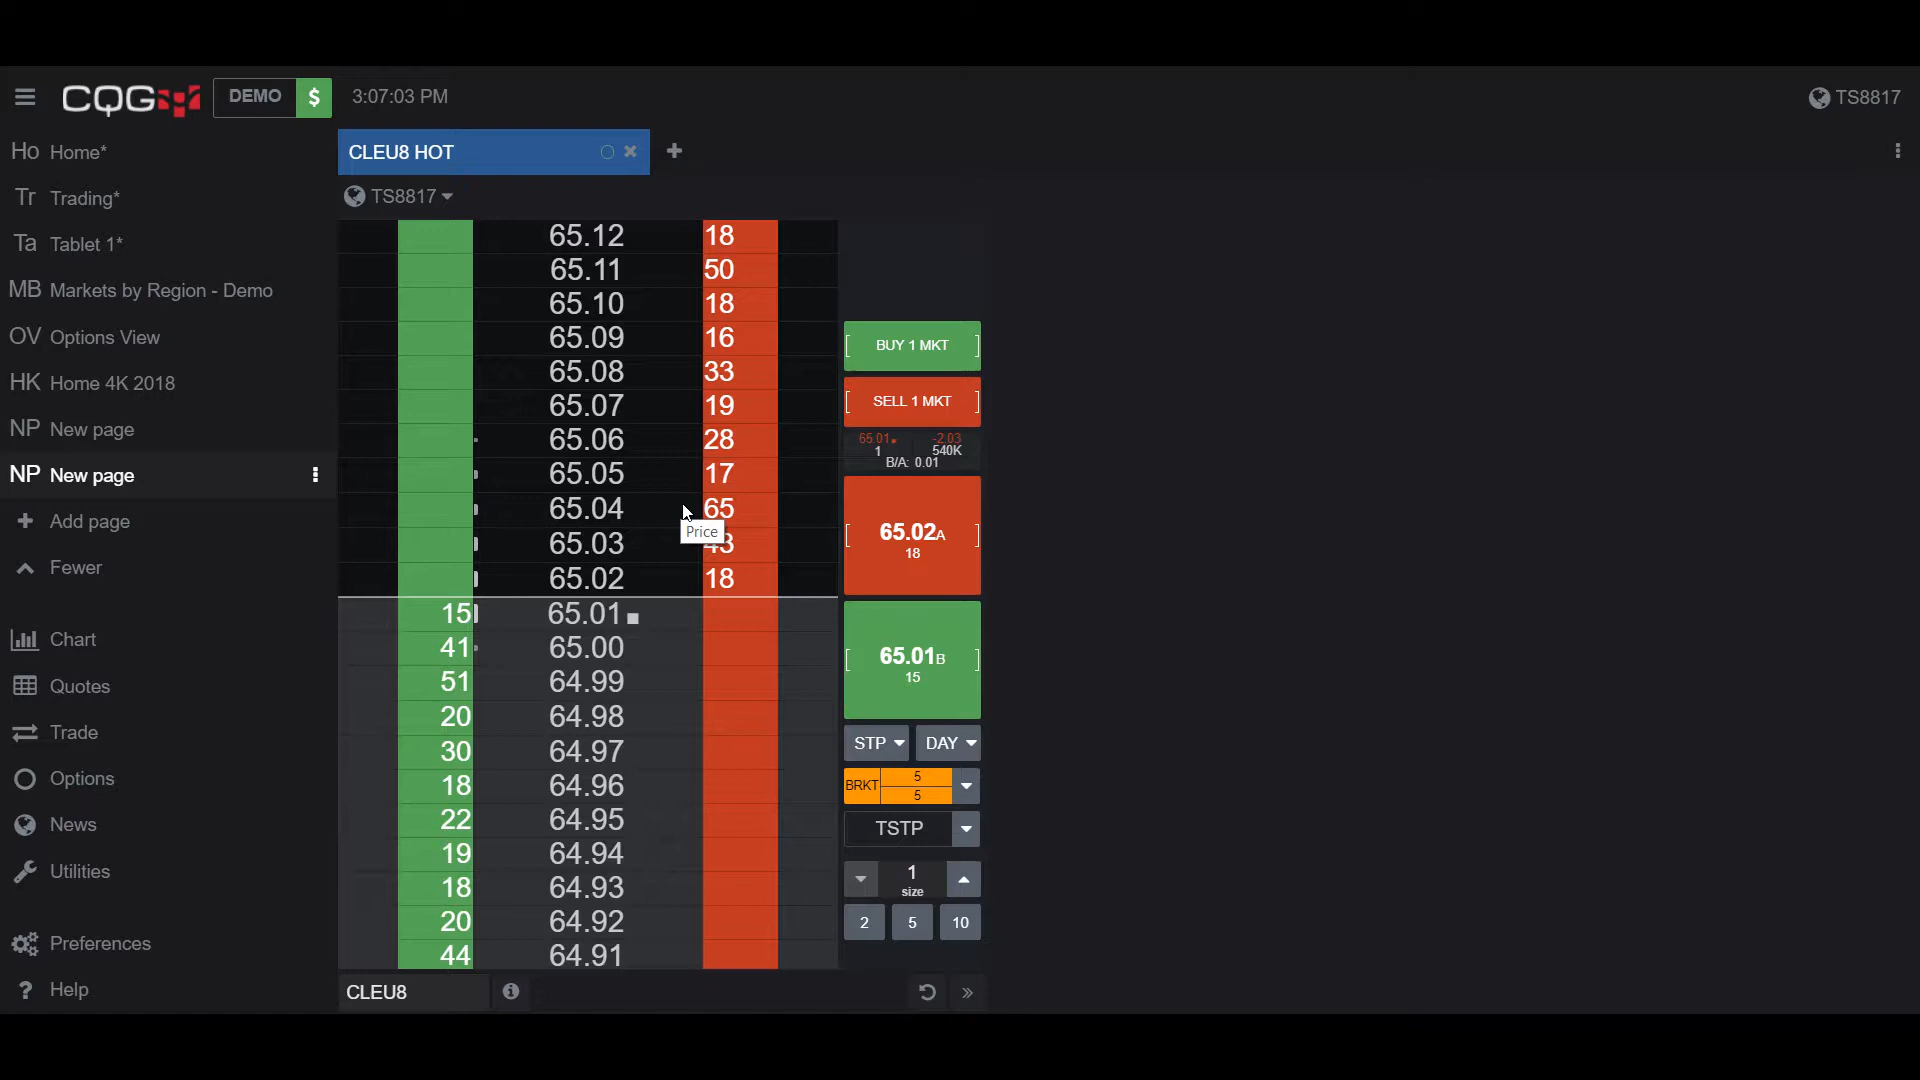 CQG DEMO $ 3:07:03 PM TS8817
Ho Home*
Tr Trading*
Ta Tablet 1*
MB Markets by Region - Demo
OV Options View
HK Home 4K 2018
NP New page
NP New page
Add page
Fewer
Chart
Quotes
Trade
Options
News
Utilities
Preferences
? Help
CLEU8 HOT
TS8817
65.12 18
65.11 50
65.10 18
65.09 16
65.08 33
65.07 19
65.06 28
65.05 17
65.04 65
Price
65.03 43
65.02 18
15 65.01
41 65.00
51 64.99
20 64.98
30 64.97
18 64.96
22 64.95
19 64.94
18 64.93
20 64.92
44 64.91
BUY 1 MKT
SELL 1 MKT
65.01 -2.03
1 540K
B/A: 0.01
65.02A
18
65.01B
15
STP DAY
BRKT 5
5
TSTP
1
size
2 5 10
CLEU8